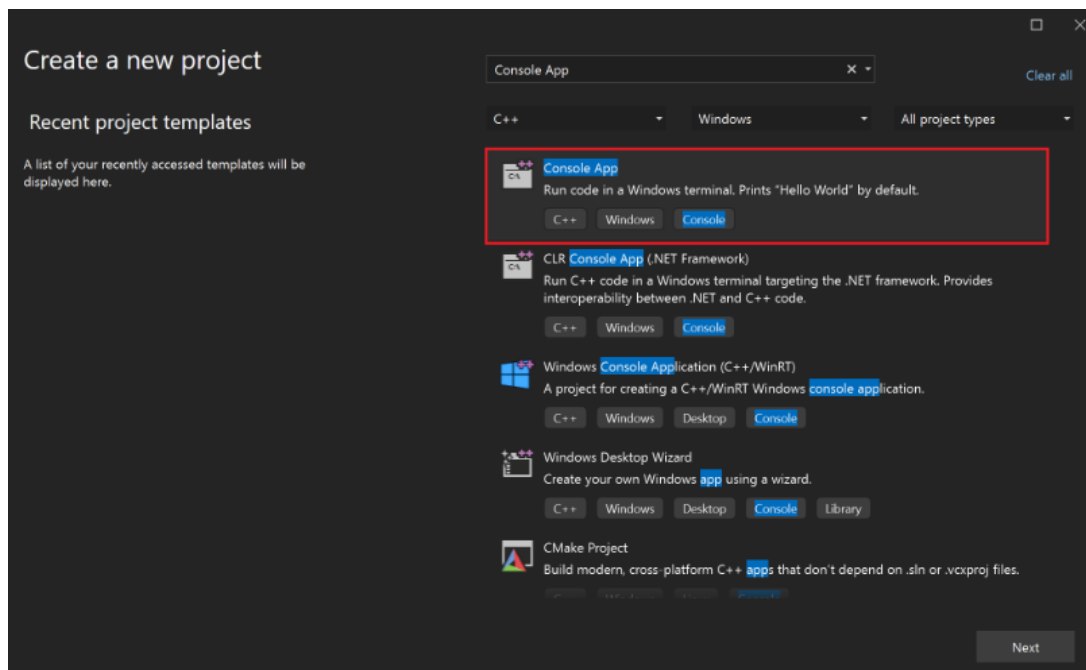 Create a new project
Recent project templates
A list of your recently accessed templates will be
displayed here.
Console App
Clear all
C++
Windows
All project types
C:\
Console App
Run code in a Windows terminal. Prints "Hello World" by default.
C++ Windows Console
C:\
CLR Console App (.NET Framework)
Run C++ code in a Windows terminal targeting the .NET framework. Provides
interoperability between .NET and C++ code.
C++ Windows Console
Windows Console Application (C++/WinRT)
A project for creating a C++/WinRT Windows console application.
C++ Windows Desktop Console
Windows Desktop Wizard
Create your own Windows app using a wizard.
C++ Windows Desktop Console Library
CMake Project
Build modern, cross-platform C++ apps that don't depend on .sln or .vcxproj files.
C++ Windows Linux Console
Next